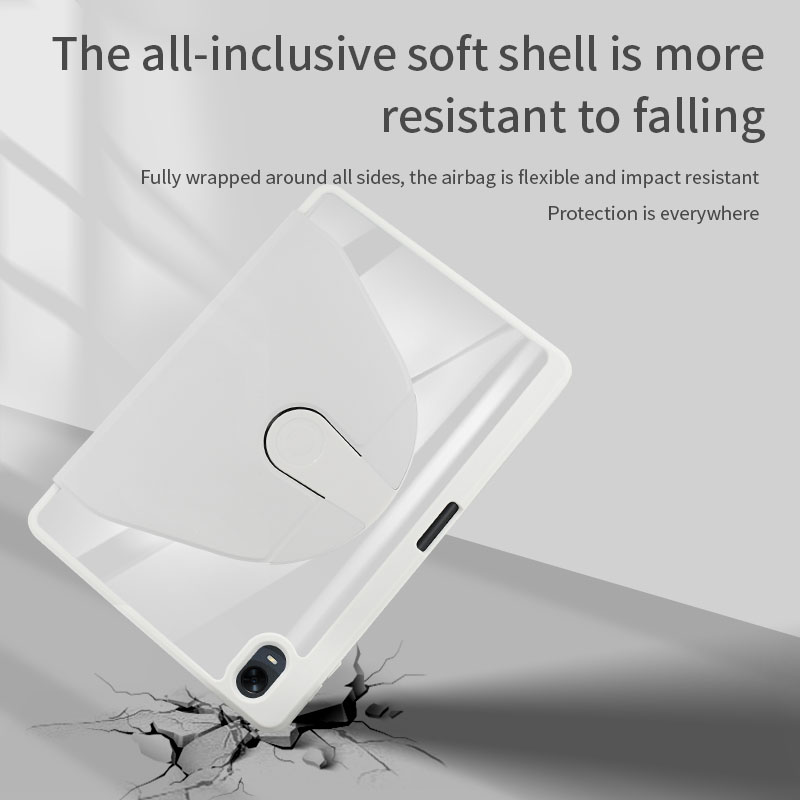 The all-inclusive soft shell is more
resistant to falling
Fully wrapped around all sides, the airbag is flexible and impact resistant
Protection is everywhere